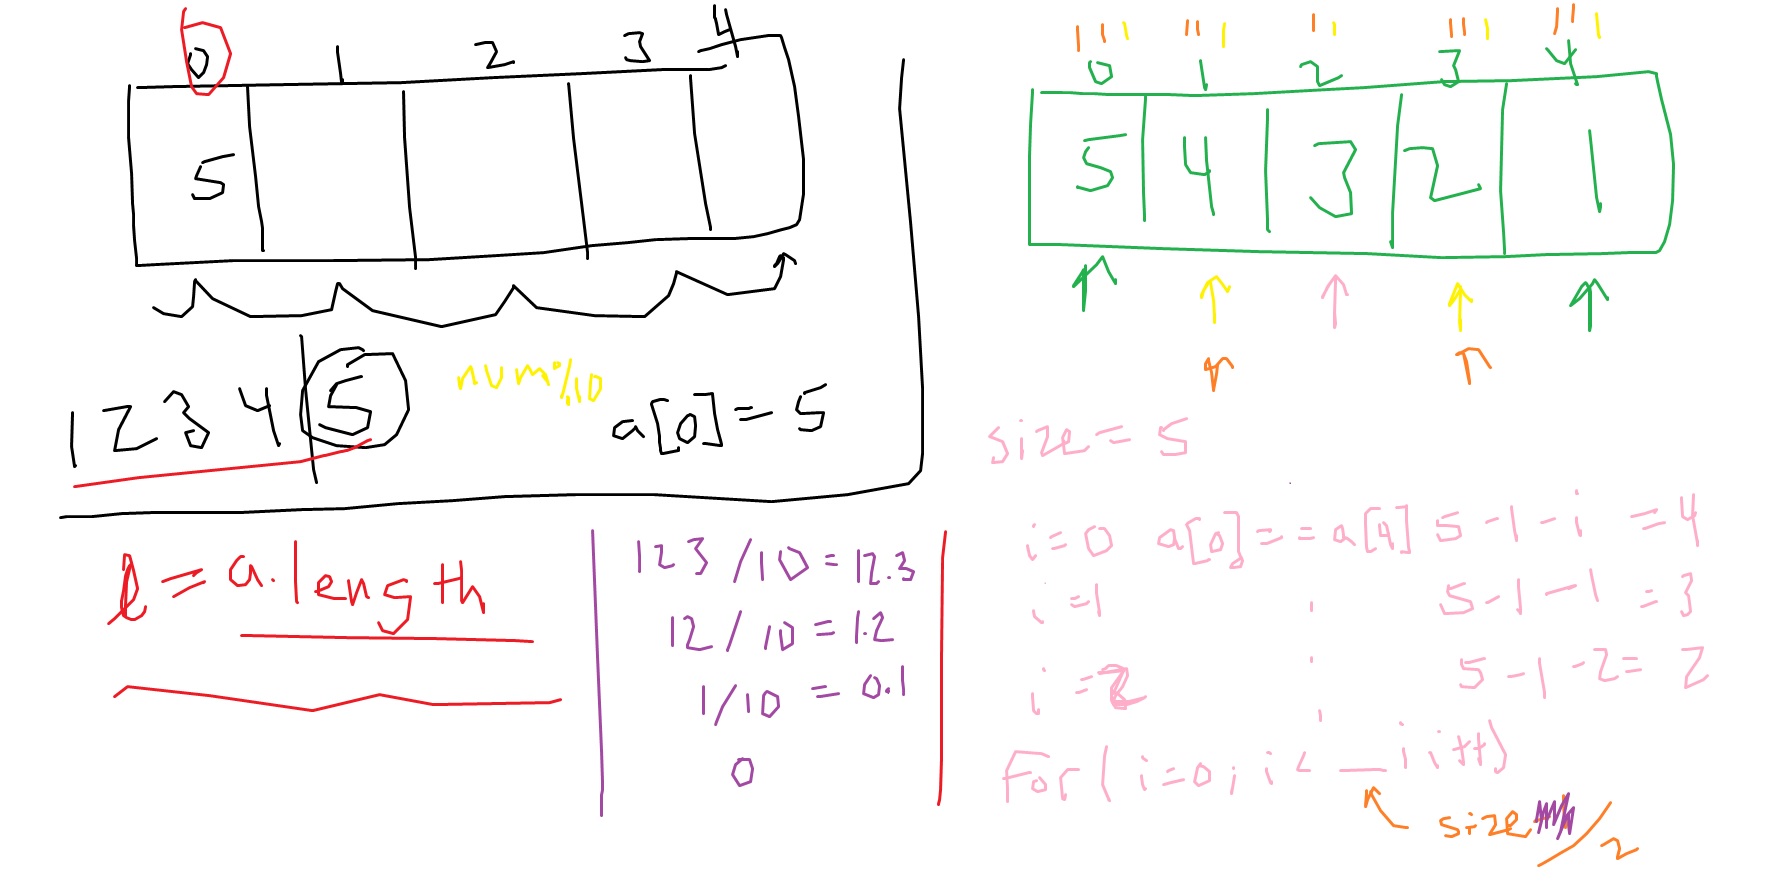 0 1 2 3 4
5
1 2 3 4 5
num%10
a[0] = 5
l = a.length
123 /10 = 12.3
12 / 10 = 1.2
1/10 = 0.1
0
0 1 2 3 4
5 4 3 2 1
size = 5
i=0 a[0] == a[4] 5 -1 - i = 4
i =1 5 - 1 - 1 = 3
i =2 5 -1 -2 = 2
for( i=0; i < __ ; i++)
size /2